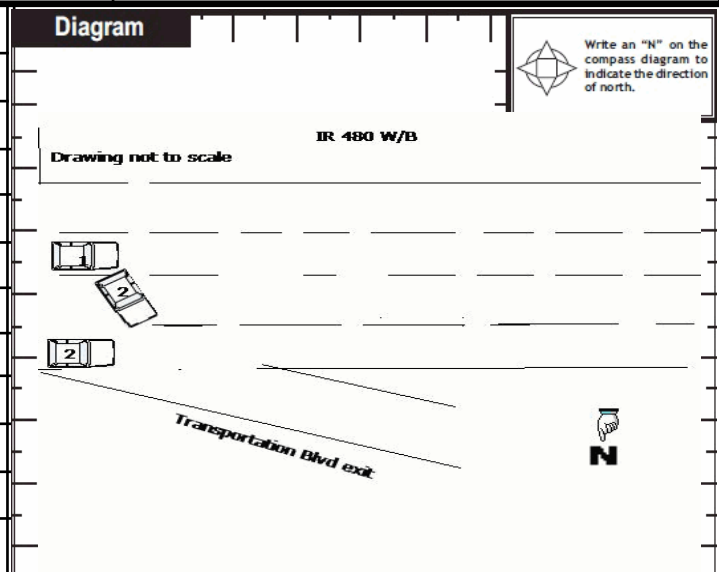 Diagram
Write an “N” on the
compass diagram to
indicate the direction
of north.
IR 480 W/B
Drawing not to scale
1
2
2
Transportation Blvd exit
N